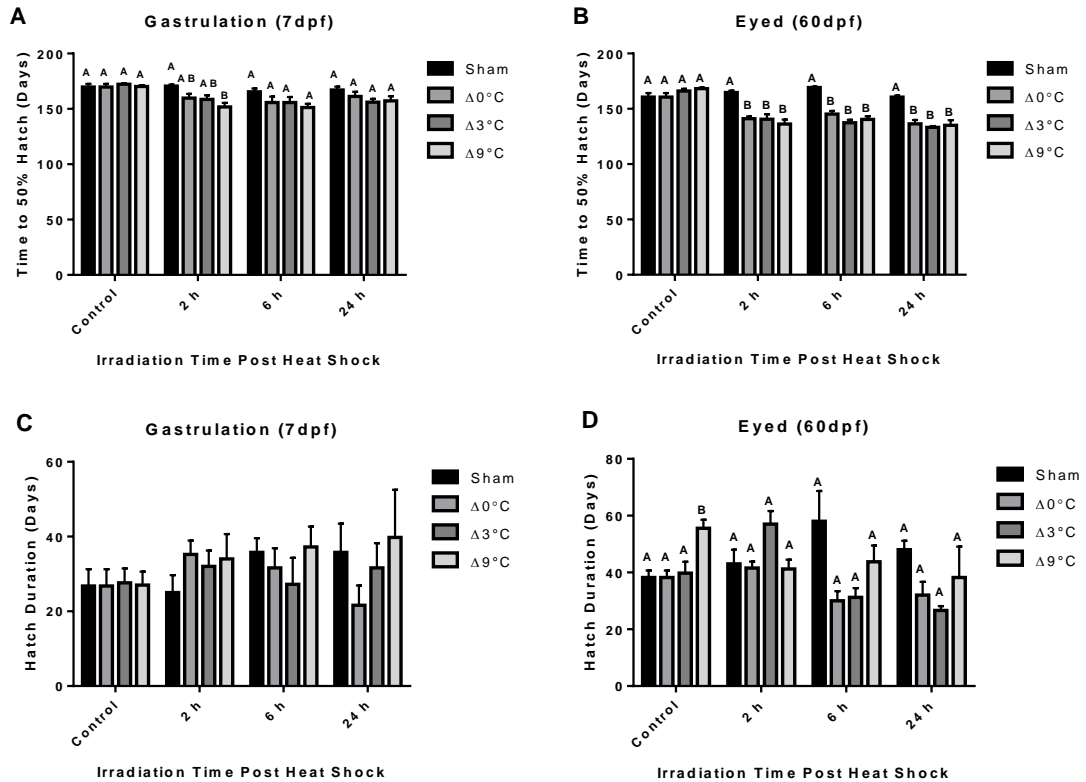 A
Gastrulation (7dpf)
Time to 50% Hatch (Days)
200
150
100
50
0
A A A A
A
A B
A B
B
A
A A A
A
A A A
Control
2 h
6 h
24 h
Irradiation Time Post Heat Shock
Sham
Δ0°C
Δ3°C
Δ9°C
B
Eyed (60dpf)
Time to 50% Hatch (Days)
200
150
100
50
0
A A A A
A
B B B
A
B B B
A
B B B
Control
2 h
6 h
24 h
Irradiation Time Post Heat Shock
Sham
Δ0°C
Δ3°C
Δ9°C
C
Gastrulation (7dpf)
Hatch Duration (Days)
60
40
20
0
Control
2 h
6 h
24 h
Irradiation Time Post Heat Shock
Sham
Δ0°C
Δ3°C
Δ9°C
D
Eyed (60dpf)
Hatch Duration (Days)
80
60
40
20
0
A A A B
A A A A
A A A A
A A A A
Control
2 h
6 h
24 h
Irradiation Time Post Heat Shock
Sham
Δ0°C
Δ3°C
Δ9°C